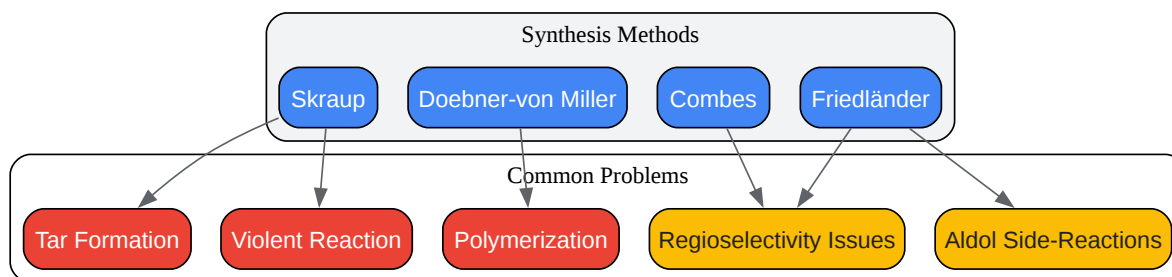 Synthesis Methods
Skraup
Doebner-von Miller
Combes
Friedländer
Common Problems
Tar Formation
Violent Reaction
Polymerization
Regioselectivity Issues
Aldol Side-Reactions